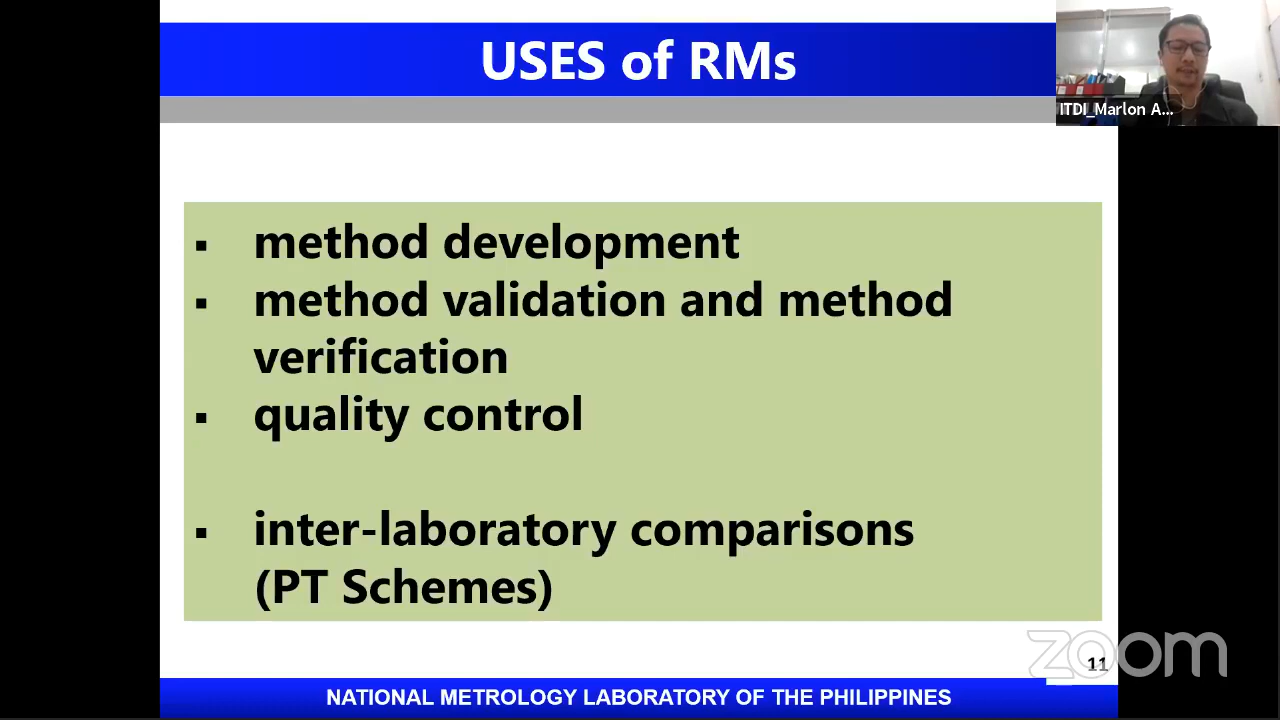 USES of RMs
ITDI_Marlon A...
▪ method development
▪ method validation and method
verification
▪ quality control
▪ inter-laboratory comparisons
(PT Schemes)
zoom
11
NATIONAL METROLOGY LABORATORY OF THE PHILIPPINES